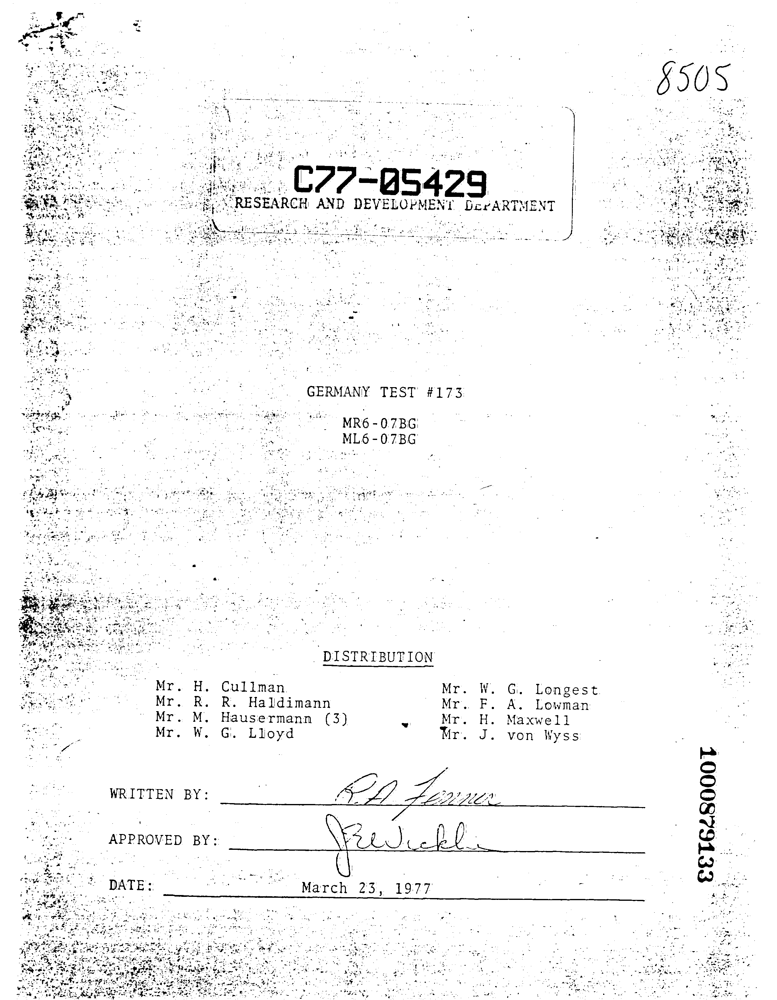 8505
C77-05429
RESEARCH AND DEVELOPMENT DEPARTMENT
GERMANY TEST #173
MR6-07BG
ML6-07BG
DISTRIBUTION
Mr. H. Cullman
Mr. R. R. Haldimann
Mr. M. Hausermann (3)
Mr. W. G. Lloyd
Mr. W. G. Longest
Mr. F. A. Lowman
Mr. H. Maxwell
Mr. J. von Wyss
WRITTEN BY: R.A. Fenner
APPROVED BY:
DATE: March 23, 1977
1000879133